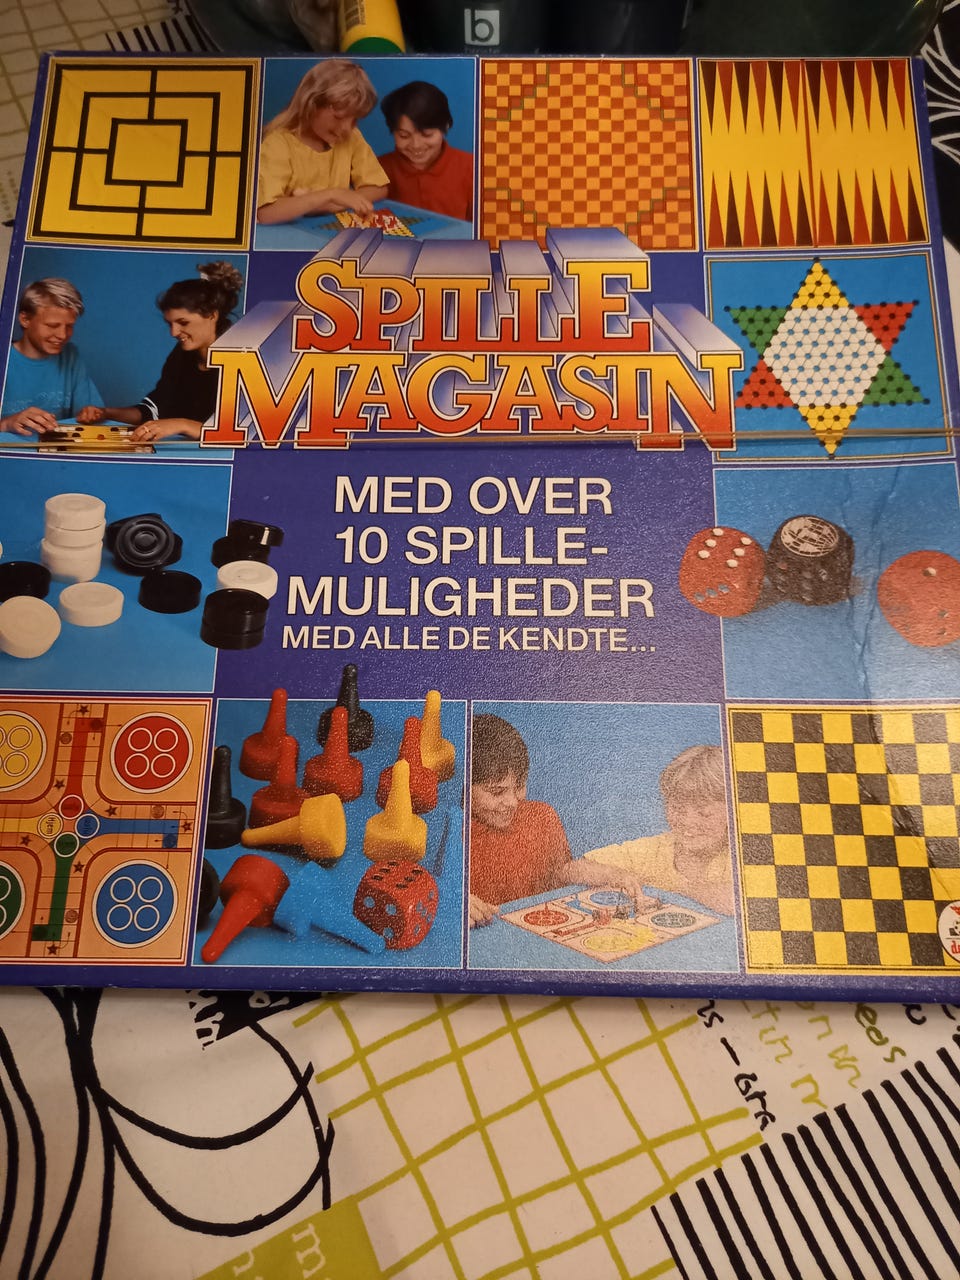 b
SPILLE
MAGASIN
MED OVER
10 SPILLE-
MULIGHEDER
MED ALLE DE KENDTE...